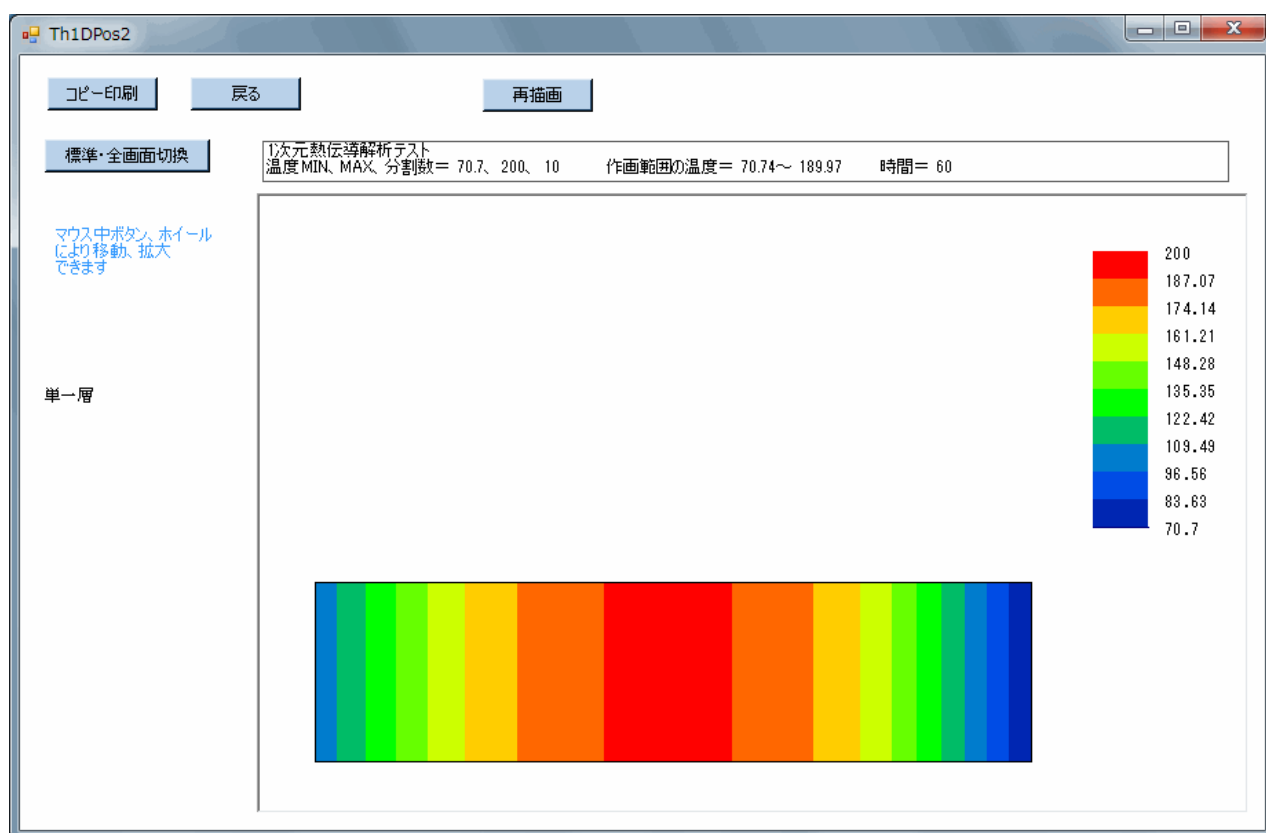 Th1DPos2
コピー印刷 戻る 再描画
標準・全画面切換
1次元熱伝導解析テスト
温度MIN、MAX、分割数＝ 70.7、 200、 10 作画範囲の温度＝ 70.74～ 189.97 時間＝ 60
マウス中ボタン、ホイール
により移動、拡大
できます
単一層
200
187.07
174.14
161.21
148.28
135.35
122.42
109.49
96.56
83.63
70.7